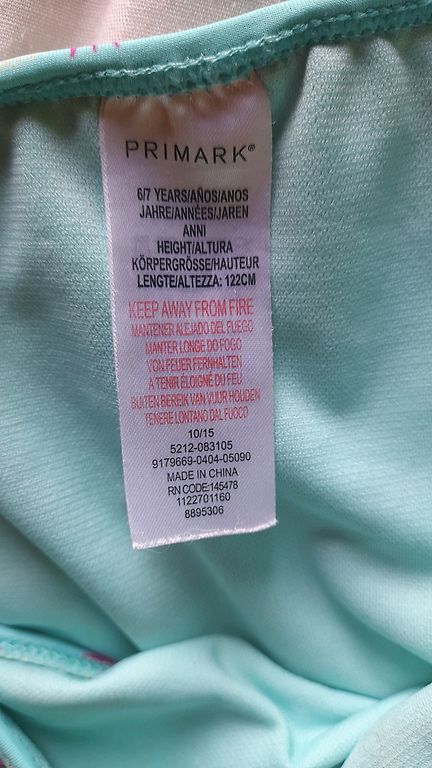 PRIMARK®
6/7 YEARS/AÑOS/ANOS
JAHRE/ANNÉES/JAREN
ANNI
HEIGHT/ALTURA
KÖRPERGRÖSSE/HAUTEUR
LENGTE/ALTEZZA: 122CM
KEEP AWAY FROM FIRE
MANTENER ALEJADO DEL FUEGO
MANTER LONGE DO FOGO
VON FEUER FERNHALTEN
A TENIR ÉLOIGNÉ DU FEU
BUITEN BEREIK VAN VUUR HOUDEN
TENERE LONTANO DAL FUOCO
10/15
5212-083105
9179669-0404-05090
MADE IN CHINA
RN CODE:145478
1122701160
8895306